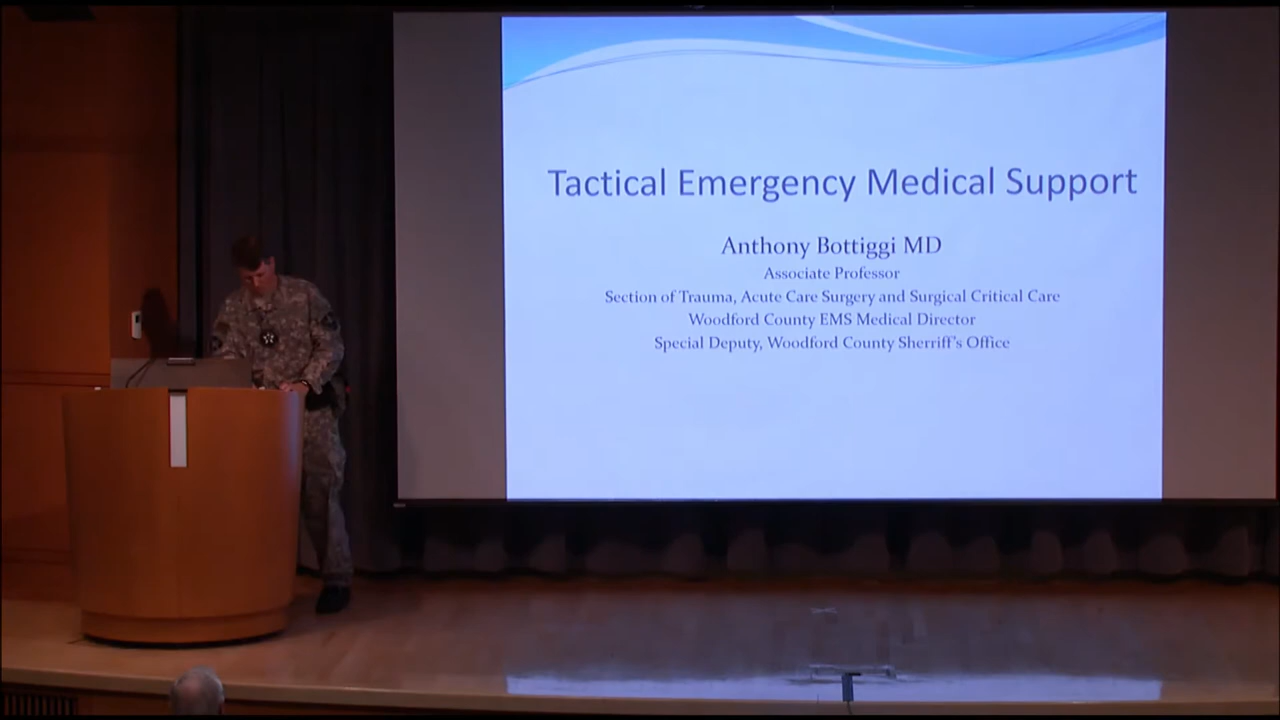 Tactical Emergency Medical Support
Anthony Bottiggi MD
Associate Professor
Section of Trauma, Acute Care Surgery and Surgical Critical Care
Woodford County EMS Medical Director
Special Deputy, Woodford County Sherriff's Office